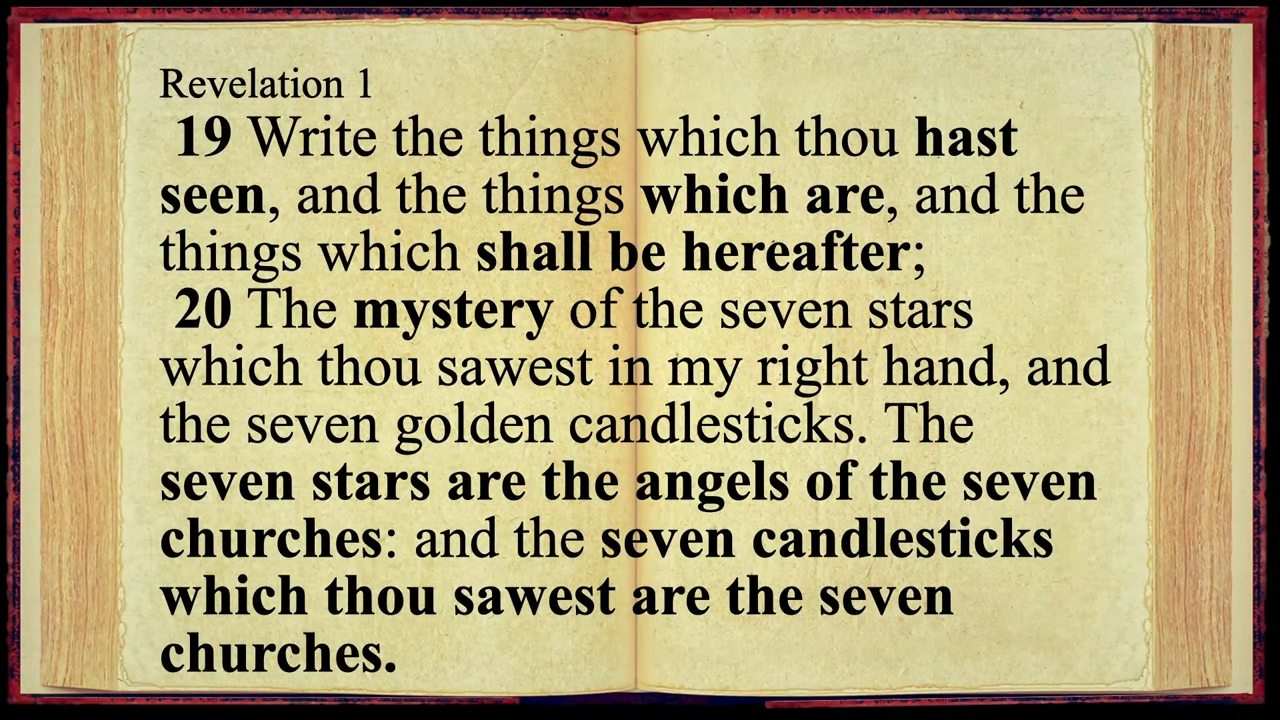 Revelation 1
19 Write the things which thou hast
seen, and the things which are, and the
things which shall be hereafter;
20 The mystery of the seven stars
which thou sawest in my right hand, and
the seven golden candlesticks. The
seven stars are the angels of the seven
churches: and the seven candlesticks
which thou sawest are the seven
churches.